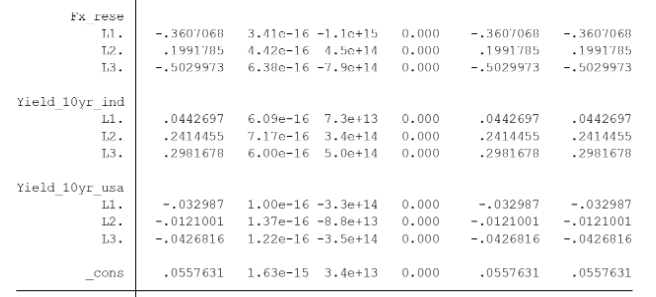 Fx_rese
L1. -.3607068 3.41e-16 -1.1e+15 0.000 -.3607068 -.3607068
L2. .1991785 4.42e-16 4.5e+14 0.000 .1991785 .1991785
L3. -.5029973 6.38e-16 -7.9e+14 0.000 -.5029973 -.5029973
Yield_10yr_ind
L1. .0442697 6.09e-16 7.3e+13 0.000 .0442697 .0442697
L2. .2414455 7.17e-16 3.4e+14 0.000 .2414455 .2414455
L3. .2981678 6.00e-16 5.0e+14 0.000 .2981678 .2981678
Yield_10yr_usa
L1. -.032987 1.00e-16 -3.3e+14 0.000 -.032987 -.032987
L2. -.0121001 1.37e-16 -8.8e+13 0.000 -.0121001 -.0121001
L3. -.0426816 1.22e-16 -3.5e+14 0.000 -.0426816 -.0426816
_cons .0557631 1.63e-15 3.4e+13 0.000 .0557631 .0557631